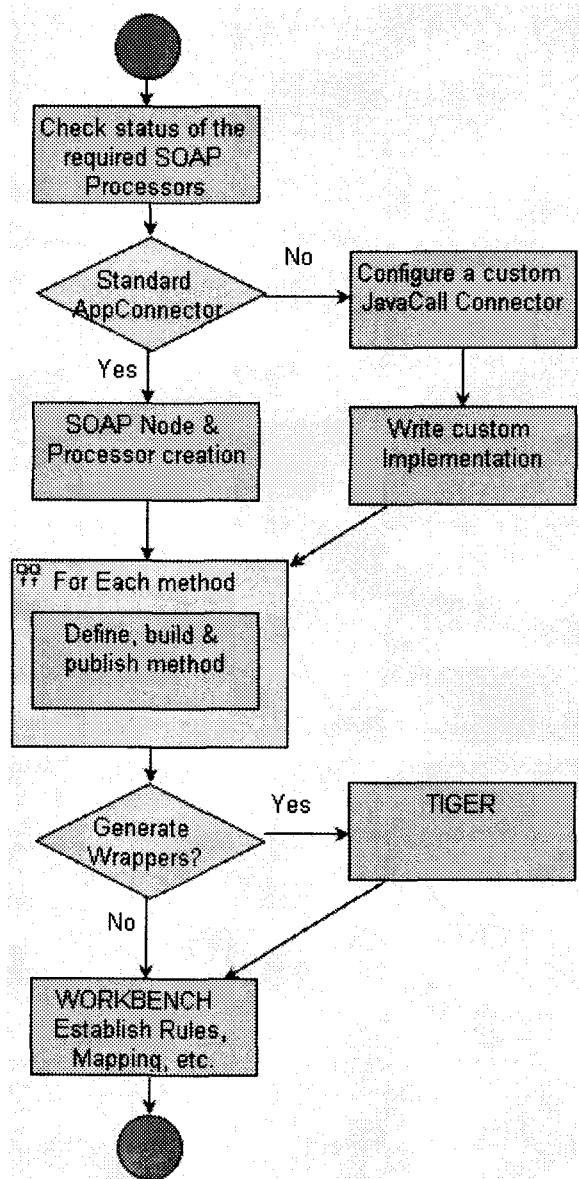 Check status of the
required SOAP
Processors
Standard
AppConnector
No
Configure a custom
JavaCall Connector
Yes
SOAP Node &
Processor creation
Write custom
Implementation
For Each method
Define, build &
publish method
Generate
Wrappers?
Yes
TIGER
No
WORKBENCH
Establish Rules,
Mapping, etc.